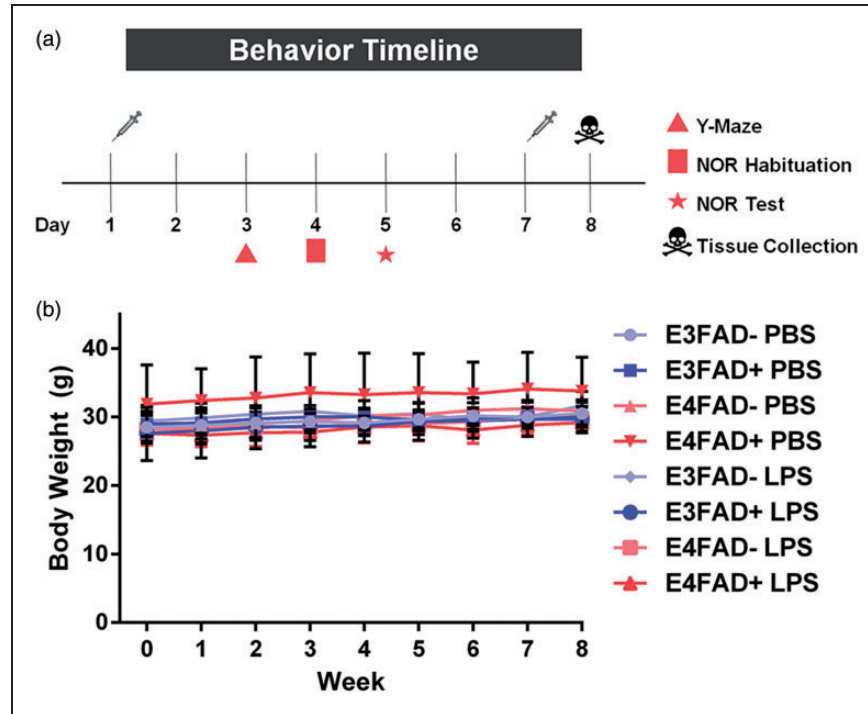 (a)
Behavior Timeline
Y-Maze
NOR Habituation
NOR Test
Tissue Collection
Day 1 2 3 4 5 6 7 8
(b)
Body Weight (g)
40
30
20
10
0
0 1 2 3 4 5 6 7 8
Week
E3FAD- PBS
E3FAD+ PBS
E4FAD- PBS
E4FAD+ PBS
E3FAD- LPS
E3FAD+ LPS
E4FAD- LPS
E4FAD+ LPS